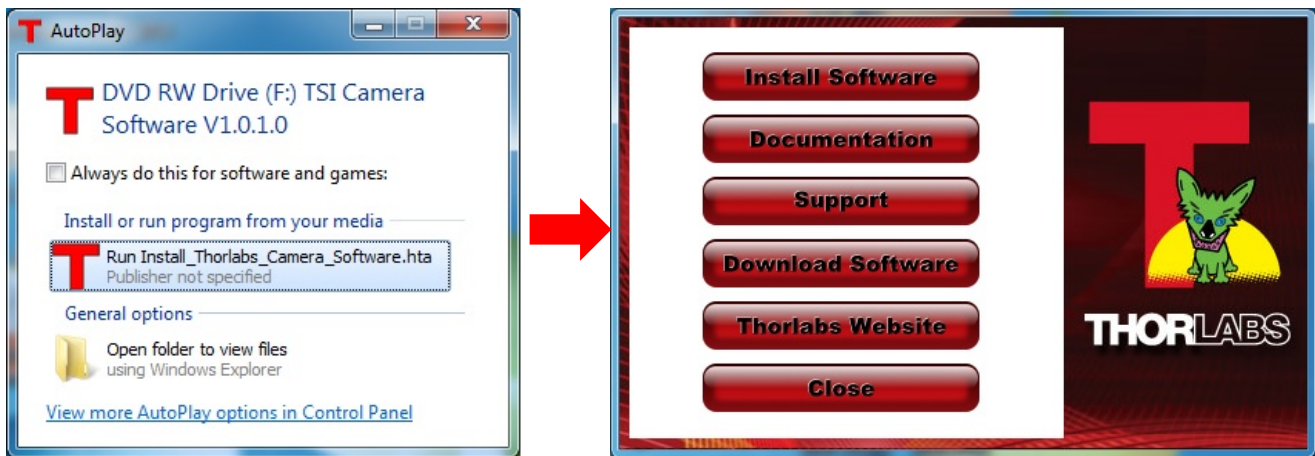 AutoPlay
DVD RW Drive (F:) TSI Camera
Software V1.0.1.0
Always do this for software and games:
Install or run program from your media
Run Install_Thorlabs_Camera_Software.hta
Publisher not specified
General options
Open folder to view files
using Windows Explorer
View more AutoPlay options in Control Panel
Install Software
Documentation
Support
Download Software
Thorlabs Website
Close
THORLABS